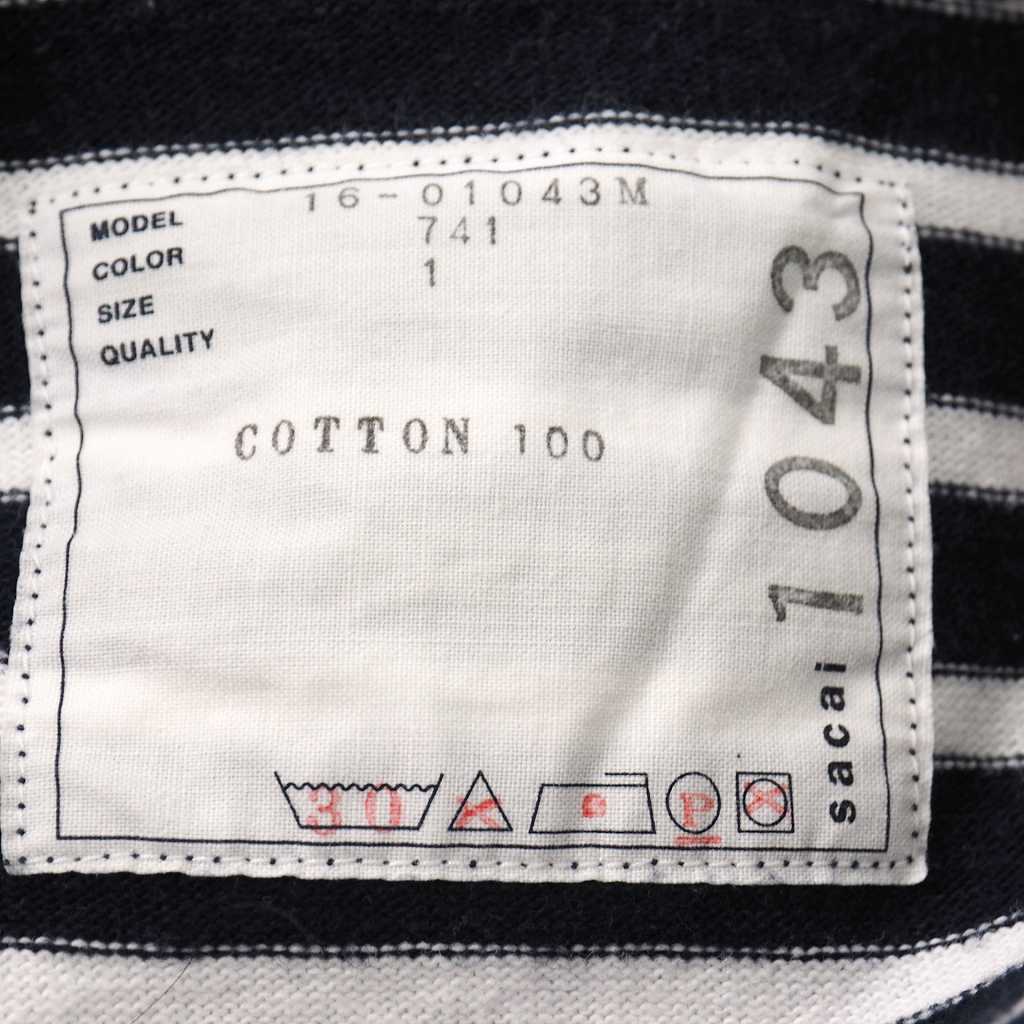 MODEL 16-01043M
COLOR 741
SIZE 1
QUALITY
COTTON 100
30
P
sacai 1043